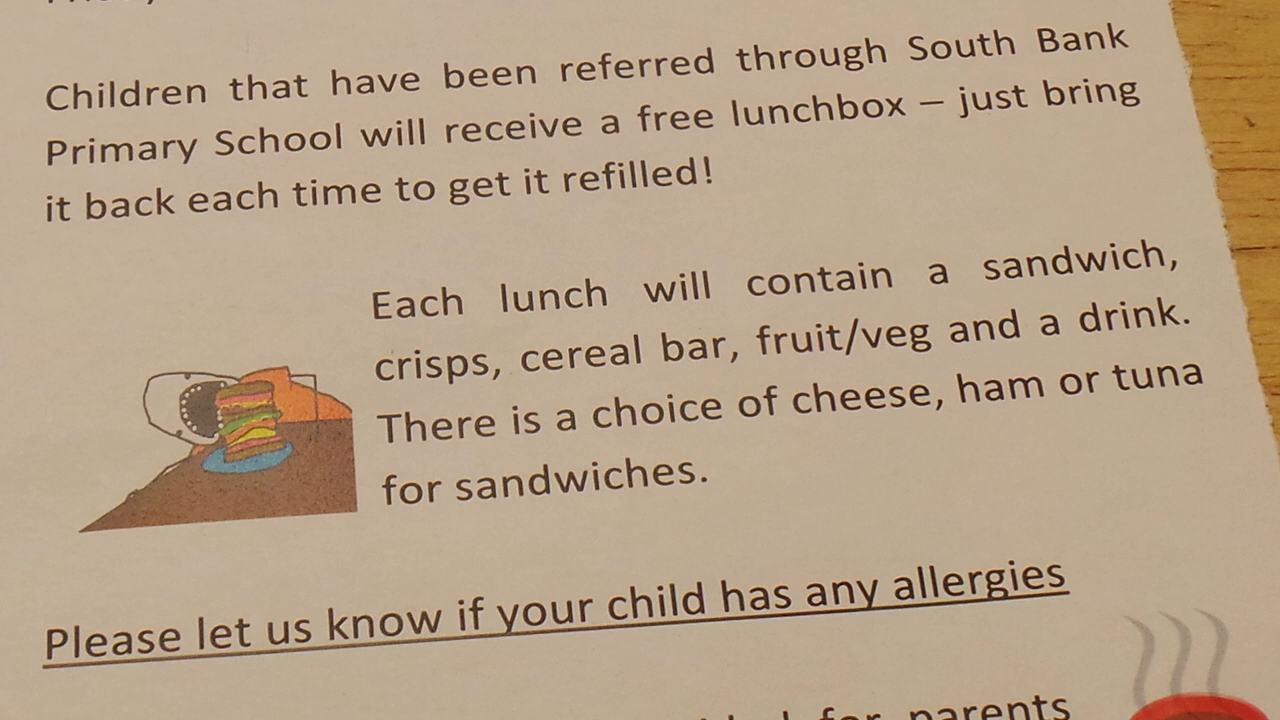 Children that have been referred through South Bank
Primary School will receive a free lunchbox – just bring
it back each time to get it refilled!
Each lunch will contain a sandwich,
crisps, cereal bar, fruit/veg and a drink.
There is a choice of cheese, ham or tuna
for sandwiches.
Please let us know if your child has any allergies
for parents